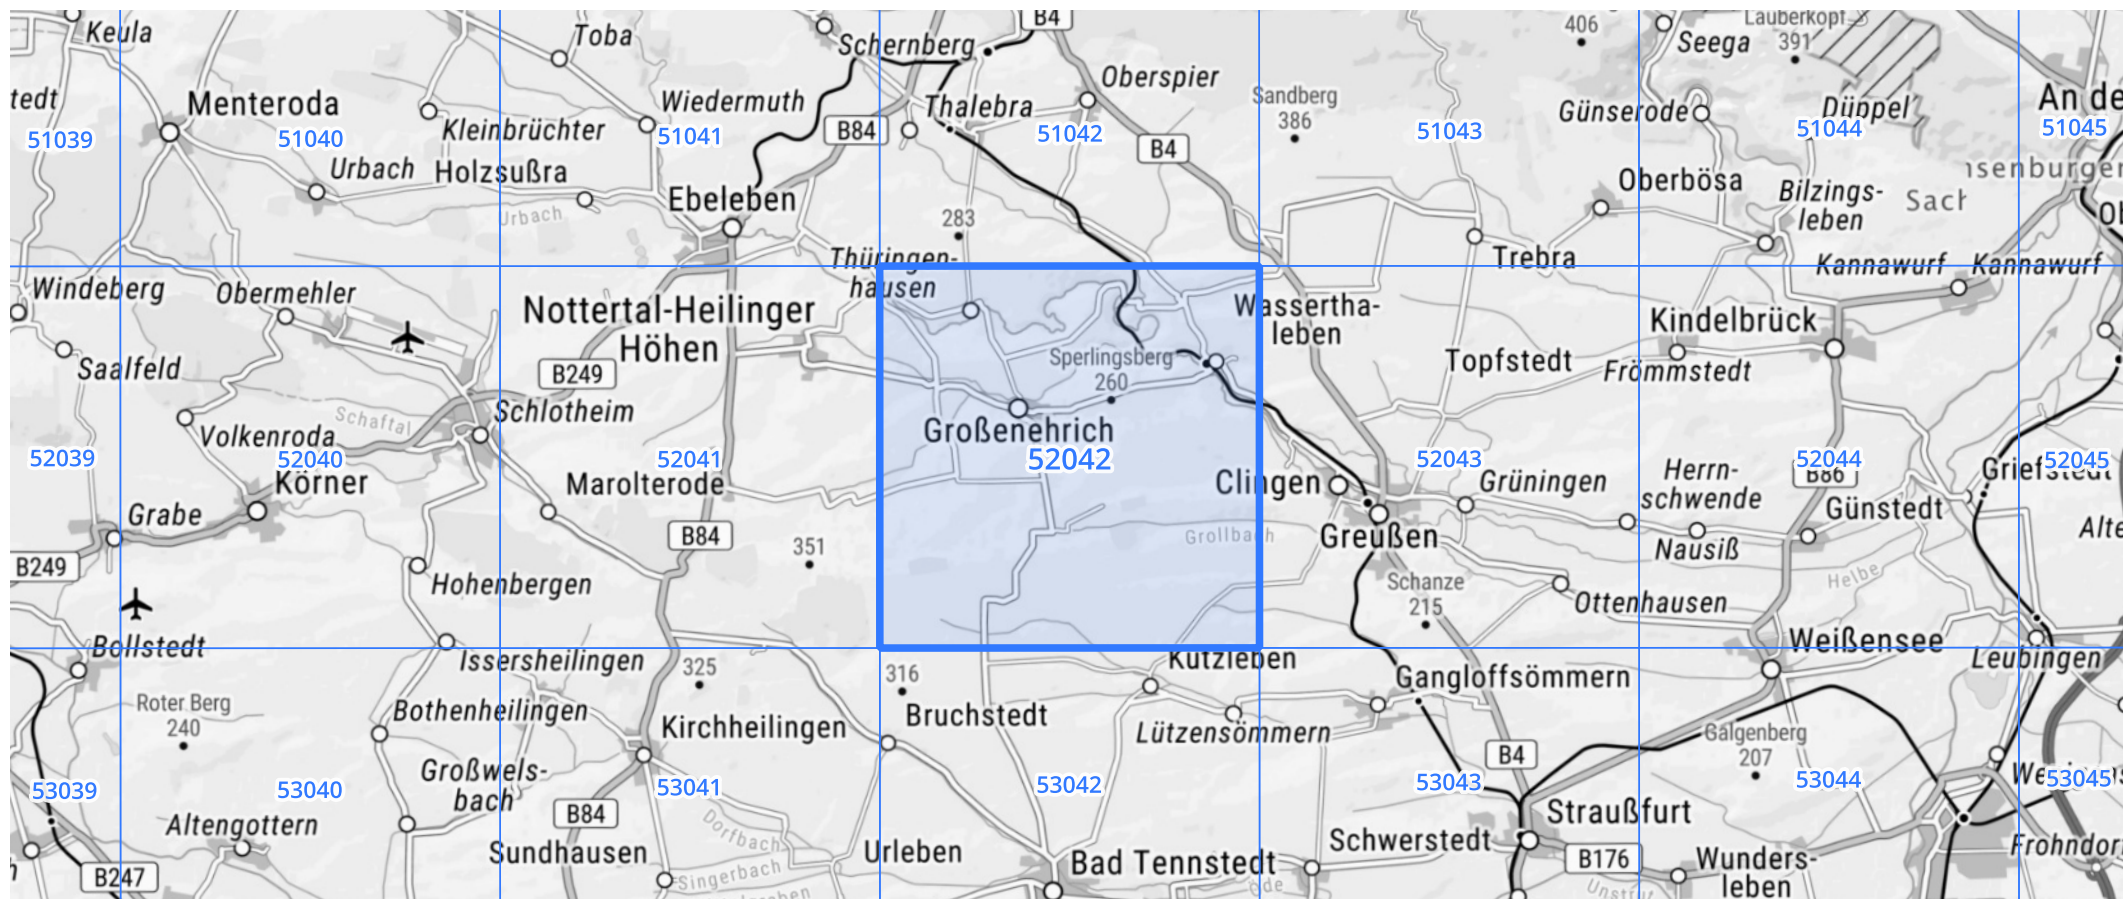 B4
Keula
Toba
Schernberg
406
Lauberkopf
391
Seega
Oberspier
Sandberg
386
Menteroda
Wiedermuth
Thalebra
Günserode
Düppel
51039
51040
Kleinbrüchter
51041
B84
51042
B4
51043
51044
51045
Urbach
Holzsußra
Ebeleben
Urbach
283
Oberbösa
Bilzings-
leben
Trebra
Thüringen-
hausen
Kannawurf
Kannawurf
Windeberg
Obermehler
Nottertal-Heilinger
Höhen
Wassertha-
leben
Kindelbrück
Saalfeld
B249
Sperlingsberg
260
Topfstedt
Frömmstedt
Schaftal
Schlotheim
Volkenroda
Großenehrich
52039
52040
52041
52042
52043
52044
52045
Körner
Marolterode
Clingen
Grüningen
Herrn-
schwende
B86
Griefstedt
Günstedt
Grabe
B84
351
Grollbach
Greußen
Nausiß
B249
Hohenbergen
Schanze
215
Helbe
Ottenhausen
Bollstedt
Issersheilingen
325
316
Kutzleben
Gangloffsömmern
Weißensee
Leubingen
Roter Berg
240
Bothenheilingen
Kirchheilingen
Bruchstedt
Lützensömmern
Galgenberg
207
B4
53039
53040
Großwels-
bach
53041
53042
53043
53044
53045
B84
Altengottern
Dorfbach
Straußfurt
Sundhausen
Urleben
Bad Tennstedt
Schwerstedt
B176
Wunders-
leben
B247
Singerbach